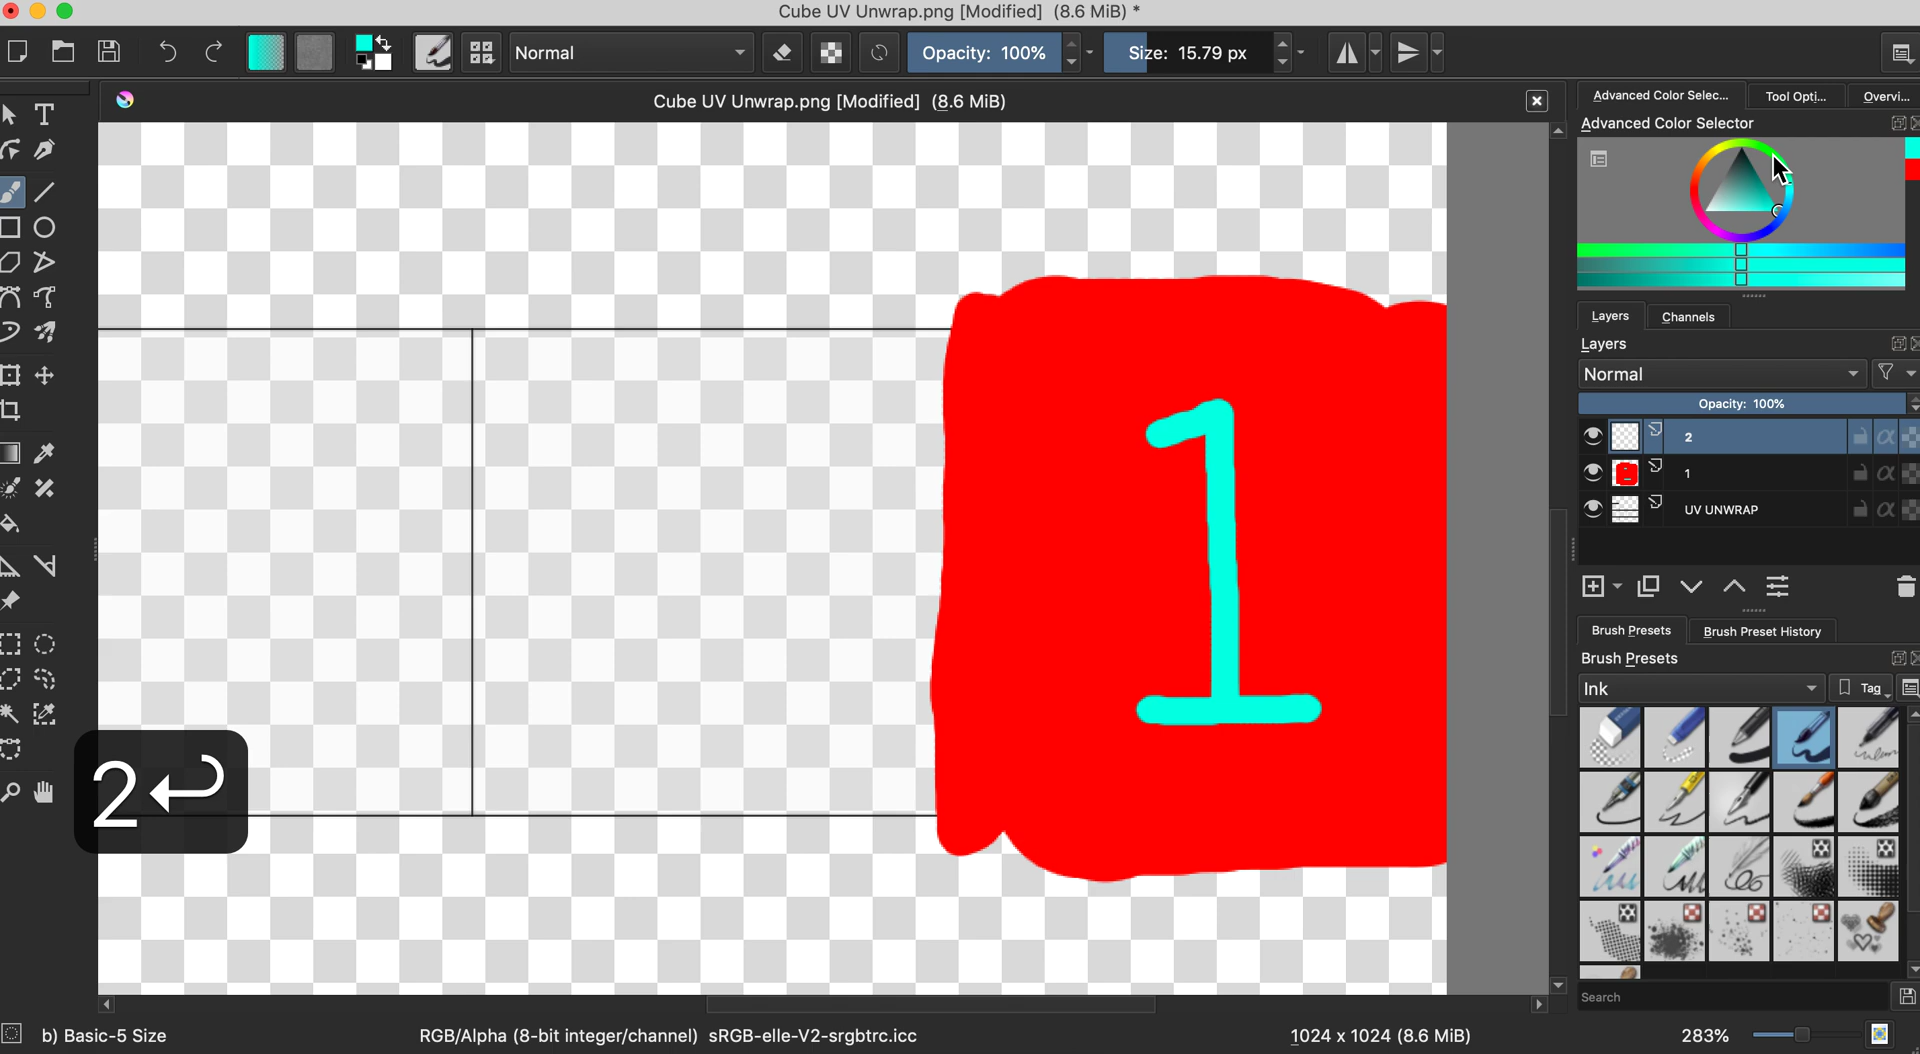 Cube UV Unwrap.png [Modified] (8.6 MiB) *
Normal
Opacity: 100%
Size: 15.79 px
Cube UV Unwrap.png [Modified] (8.6 MiB)
Advanced Color Selec...
Tool Opti...
Overvi...
Advanced Color Selector
Layers
Channels
Layers
Normal
Opacity: 100%
2
1
UV UNWRAP
1
2
Brush Presets
Brush Preset History
Brush Presets
Ink
Tag
Search
b) Basic-5 Size
RGB/Alpha (8-bit integer/channel) sRGB-elle-V2-srgbtrc.icc
1024 x 1024 (8.6 MiB)
283%